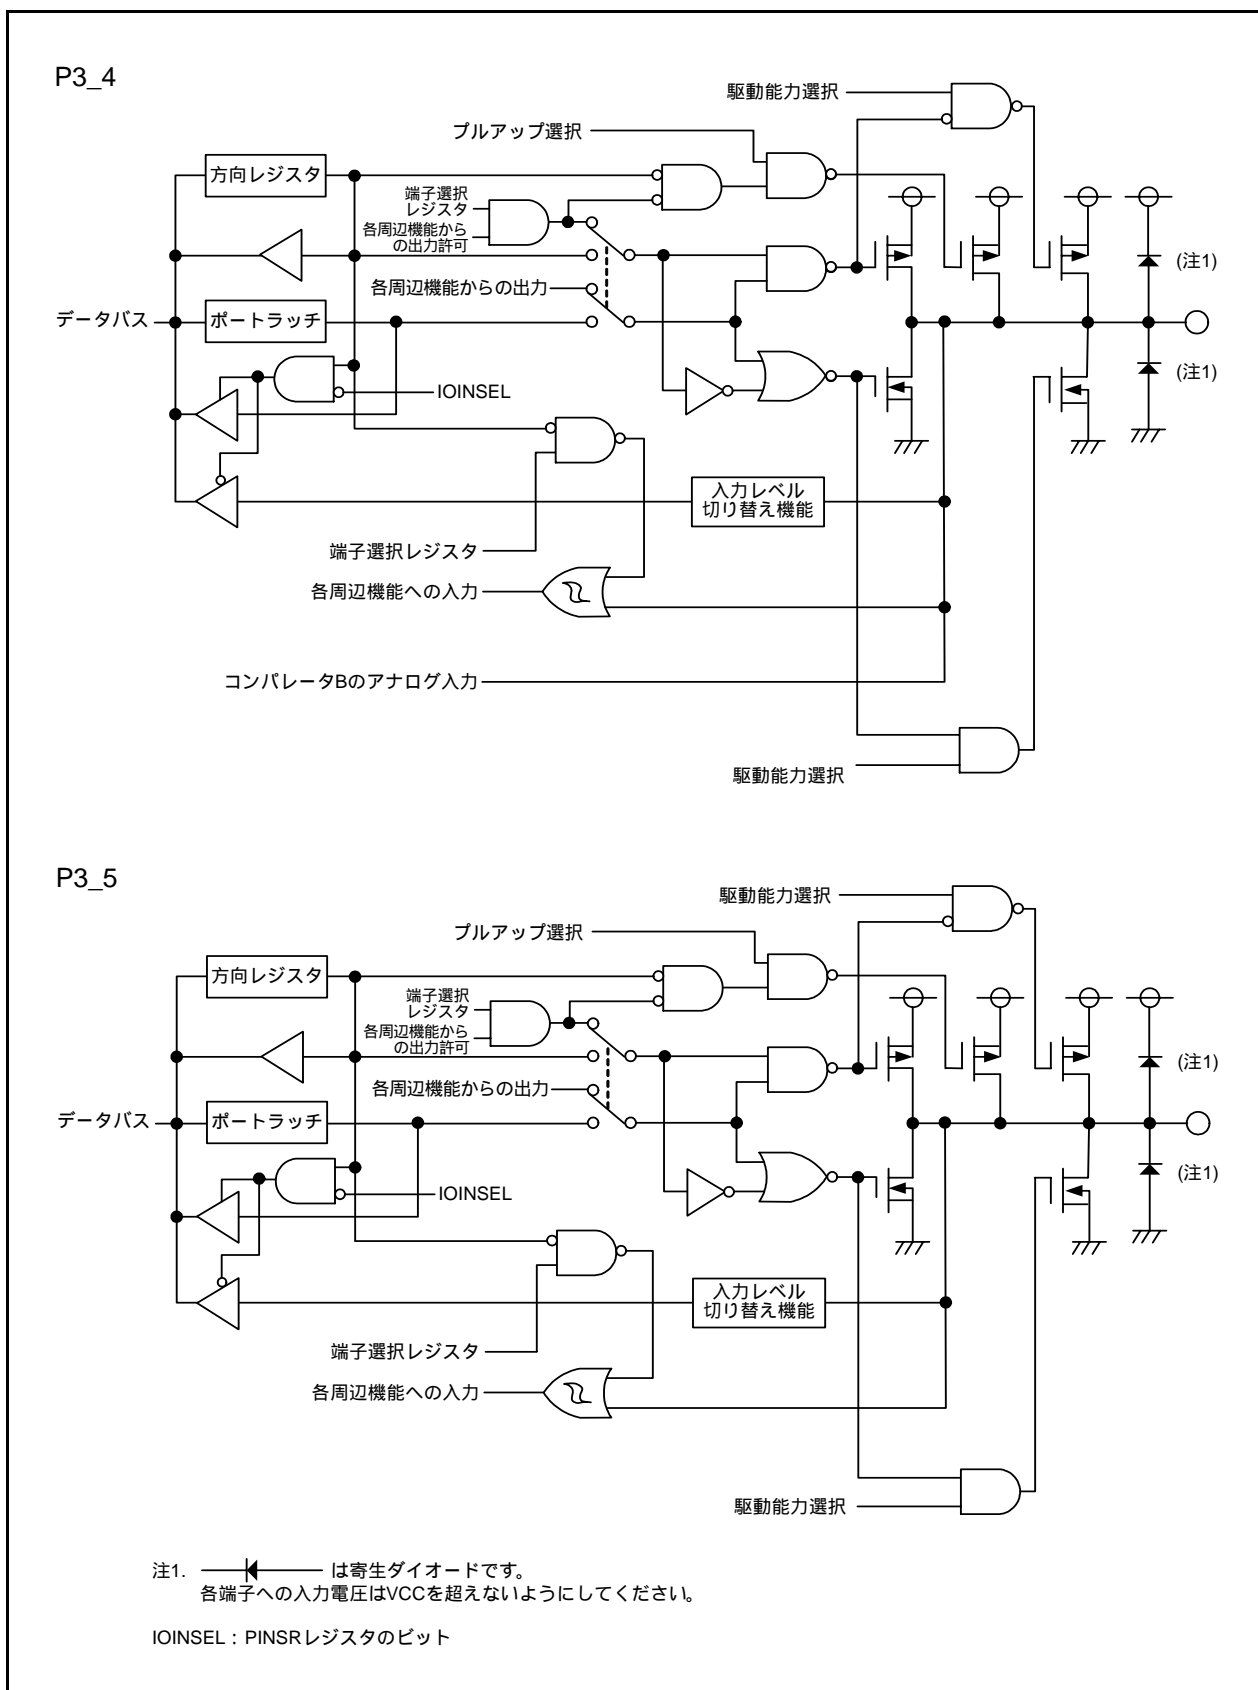 P3_4
駆動能力選択
プルアップ選択
方向レジスタ
端子選択
レジスタ
各周辺機能から
の出力許可
(注1)
各周辺機能からの出力
データバス
ポートラッチ
(注1)
IOINSEL
入力レベル
切り替え機能
端子選択レジスタ
各周辺機能への入力
コンパレータBのアナログ入力
駆動能力選択
P3_5
駆動能力選択
プルアップ選択
方向レジスタ
端子選択
レジスタ
各周辺機能から
の出力許可
(注1)
各周辺機能からの出力
データバス
ポートラッチ
(注1)
IOINSEL
入力レベル
切り替え機能
端子選択レジスタ
各周辺機能への入力
駆動能力選択
注1. は寄生ダイオードです。
各端子への入力電圧はVCCを超えないようにしてください。
IOINSEL：PINSRレジスタのビット